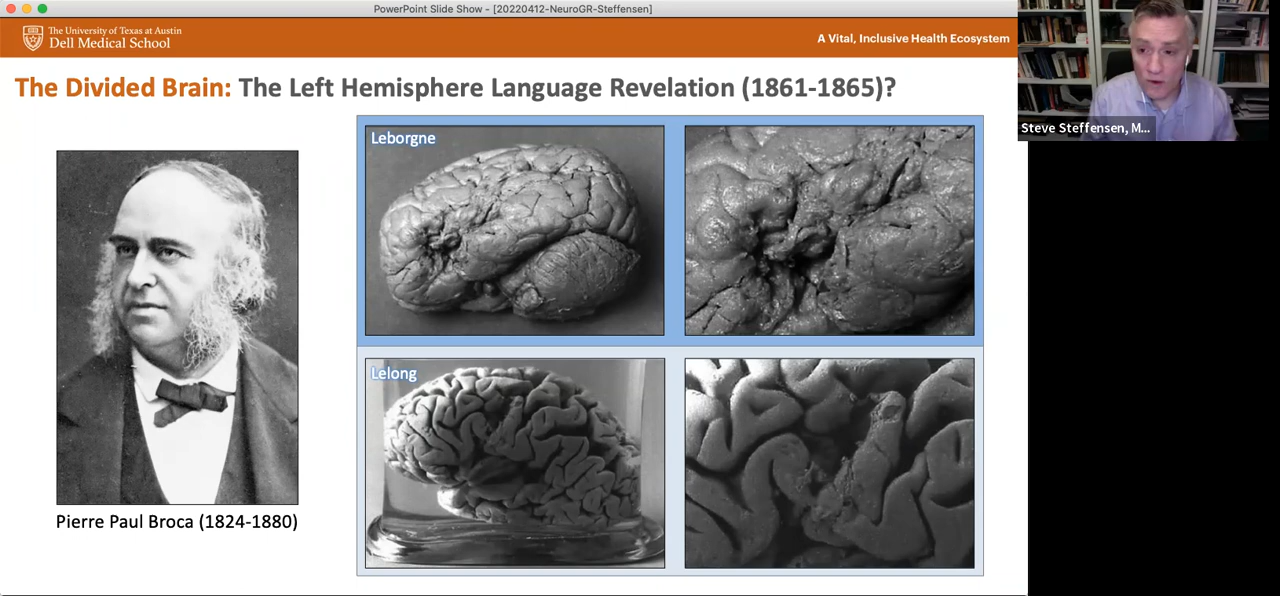 PowerPoint Slide Show - [20220412-NeuroGR-Steffensen]
The University of Texas at Austin
Dell Medical School
A Vital, Inclusive Health Ecosystem
The Divided Brain: The Left Hemisphere Language Revelation (1861-1865)?
Leborgne
Lelong
Pierre Paul Broca (1824-1880)
Steve Steffensen, M...